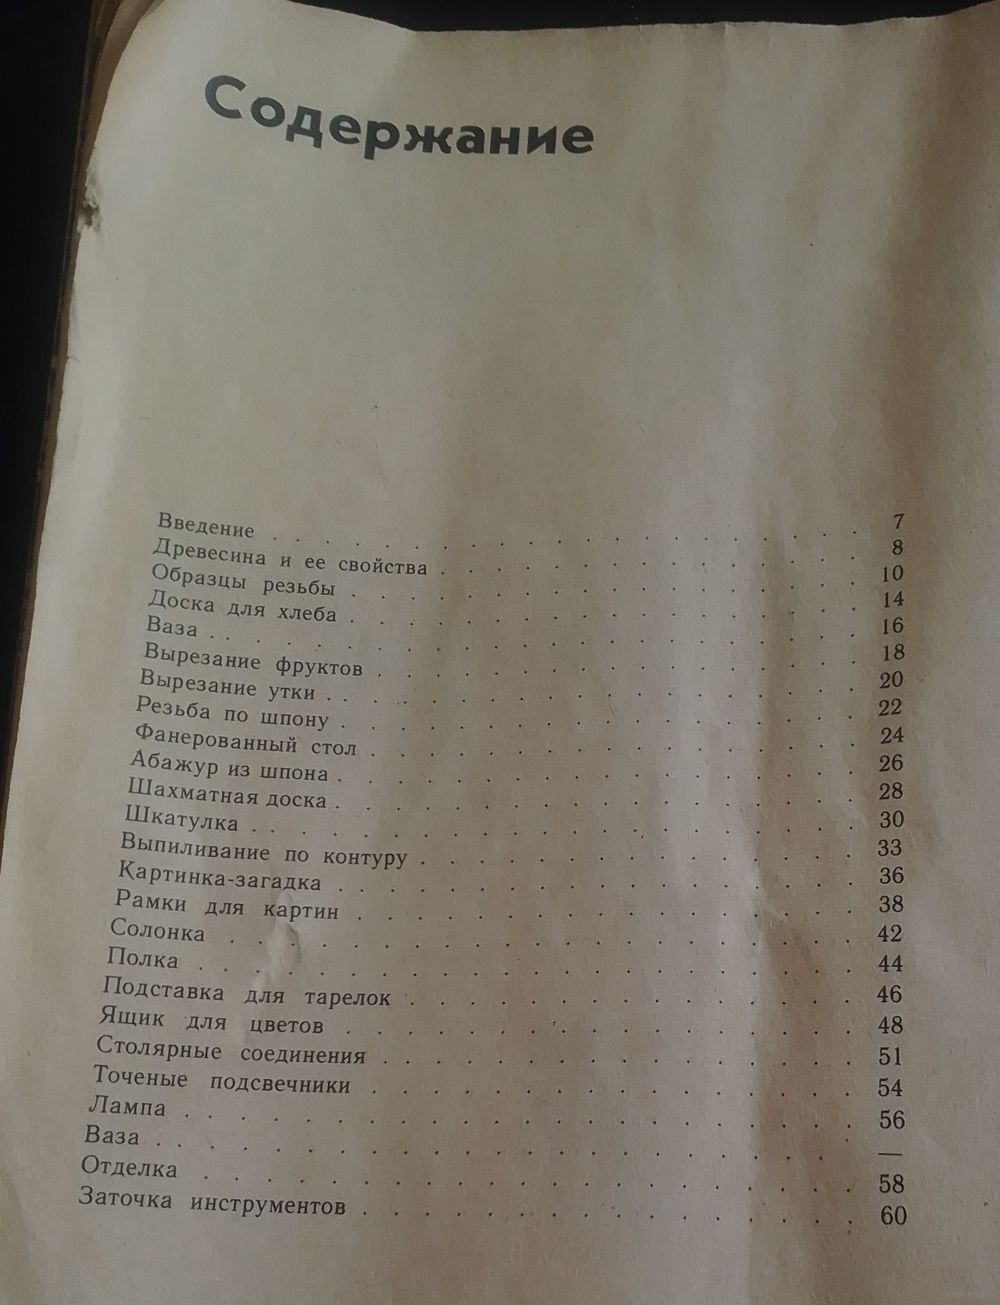 Содержание
Введение . . . . . . . . . . . . . . . . . . . . 7
Древесина и ее свойства . . . . . . . . . . . . . . . 8
Образцы резьбы . . . . . . . . . . . . . . . . . . 10
Доска для хлеба . . . . . . . . . . . . . . . . . . 14
Ваза . . . . . . . . . . . . . . . . . . . . . . . 16
Вырезание фруктов . . . . . . . . . . . . . . . . . 18
Вырезание утки . . . . . . . . . . . . . . . . . . . 20
Резьба по шпону . . . . . . . . . . . . . . . . . . 22
Фанерованный стол . . . . . . . . . . . . . . . . . 24
Абажур из шпона . . . . . . . . . . . . . . . . . . 26
Шахматная доска . . . . . . . . . . . . . . . . . . 28
Шкатулка . . . . . . . . . . . . . . . . . . . . . 30
Выпиливание по контуру . . . . . . . . . . . . . . . 33
Картинка-загадка . . . . . . . . . . . . . . . . . . 36
Рамки для картин . . . . . . . . . . . . . . . . . . 38
Солонка . . . . . . . . . . . . . . . . . . . . . . 42
Полка . . . . . . . . . . . . . . . . . . . . . . . 44
Подставка для тарелок . . . . . . . . . . . . . . . . 46
Ящик для цветов . . . . . . . . . . . . . . . . . . 48
Столярные соединения . . . . . . . . . . . . . . . . 51
Точеные подсвечники . . . . . . . . . . . . . . . . . 54
Лампа . . . . . . . . . . . . . . . . . . . . . . . 56
Ваза . . . . . . . . . . . . . . . . . . . . . . . —
Отделка . . . . . . . . . . . . . . . . . . . . . . 58
Заточка инструментов . . . . . . . . . . . . . . . . . 60